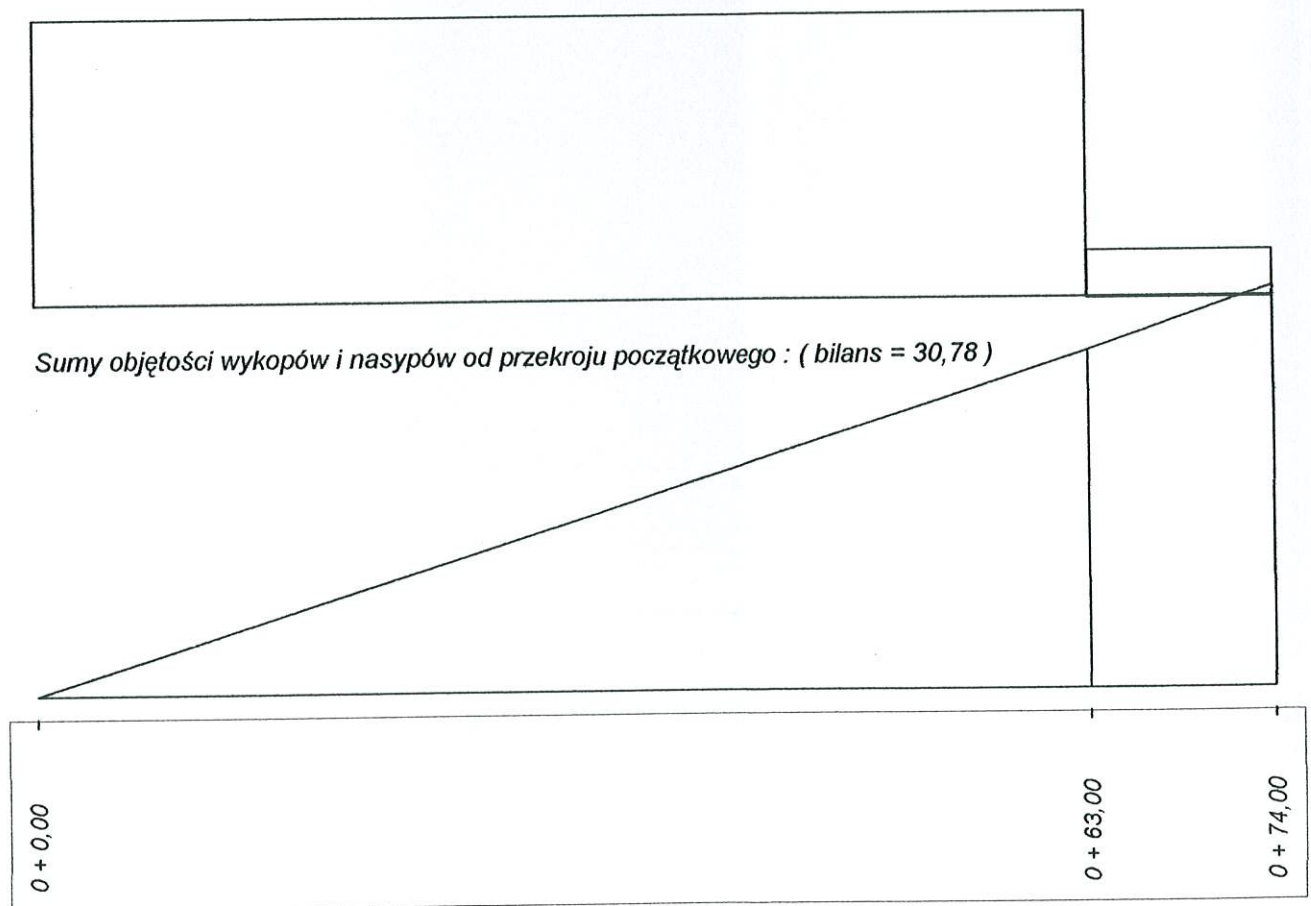 Sumy objętości wykopów i nasypów od przekroju początkowego : ( bilans = 30,78 )
0 + 0,00
0 + 63,00
0 + 74,00